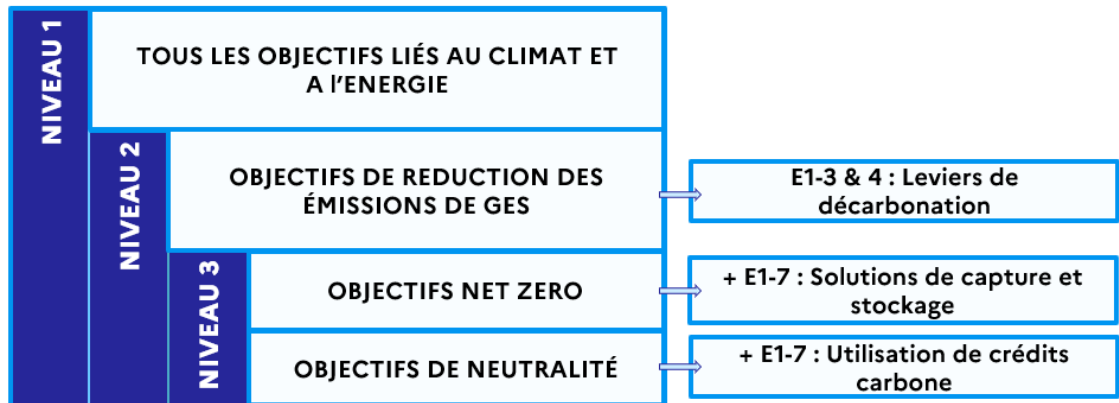 NIVEAU 1
TOUS LES OBJECTIFS LIÉS AU CLIMAT ET
A l'ENERGIE
NIVEAU 2
OBJECTIFS DE REDUCTION DES
ÉMISSIONS DE GES
E1-3 & 4 : Leviers de
décarbonation
NIVEAU 3
OBJECTIFS NET ZERO
+ E1-7 : Solutions de capture et
stockage
OBJECTIFS DE NEUTRALITÉ
+ E1-7 : Utilisation de crédits
carbone